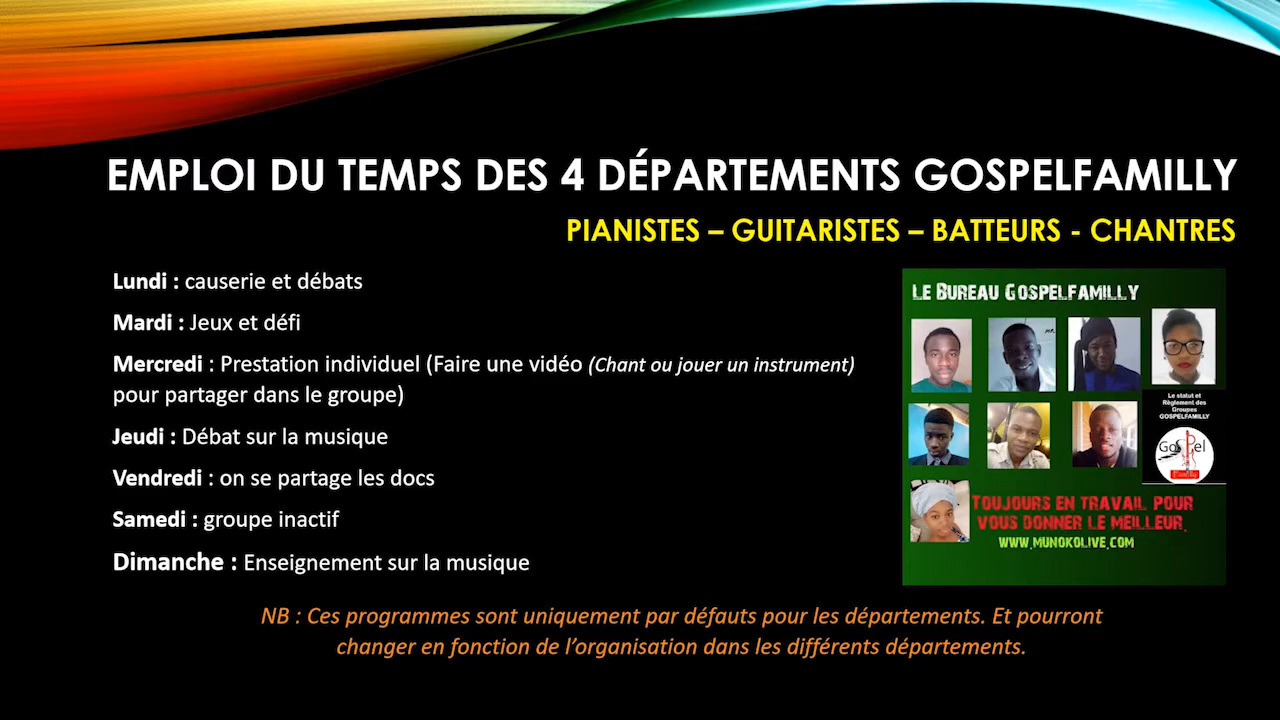 EMPLOI DU TEMPS DES 4 DÉPARTEMENTS GOSPELFAMILLY
PIANISTES – GUITARISTES – BATTEURS - CHANTRES
Lundi : causerie et débats
Mardi : Jeux et défi
Mercredi : Prestation individuel (Faire une vidéo (Chant ou jouer un instrument)
pour partager dans le groupe)
Jeudi : Débat sur la musique
Vendredi : on se partage les docs
Samedi : groupe inactif
Dimanche : Enseignement sur la musique
LE BUREAU GOSPELFAMILLY
Le statut et
Règlement des
Groupes
GOSPELFAMILLY
Gospel
Familly
TOUJOURS EN TRAVAIL POUR
VOUS DONNER LE MEILLEUR.
WWW.MUNOKOLIVE.COM
NB : Ces programmes sont uniquement par défauts pour les départements. Et pourront
changer en fonction de l’organisation dans les différents départements.